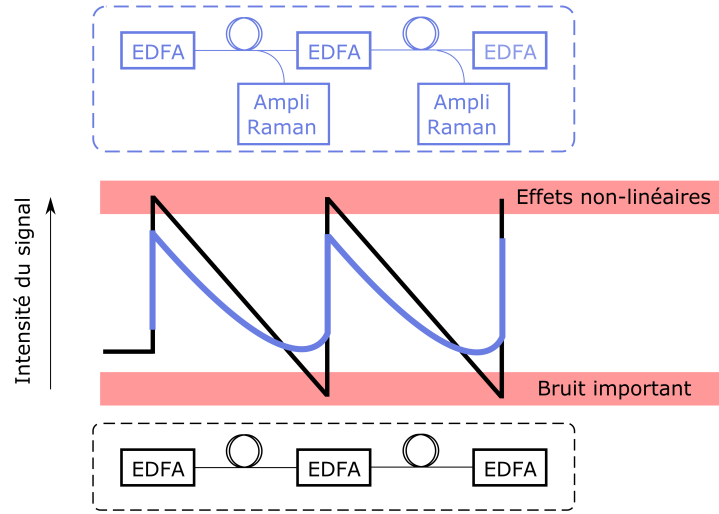 EDFA
EDFA
EDFA
Ampli
Raman
Ampli
Raman
Intensité du signal
Effets non-linéaires
Bruit important
EDFA
EDFA
EDFA